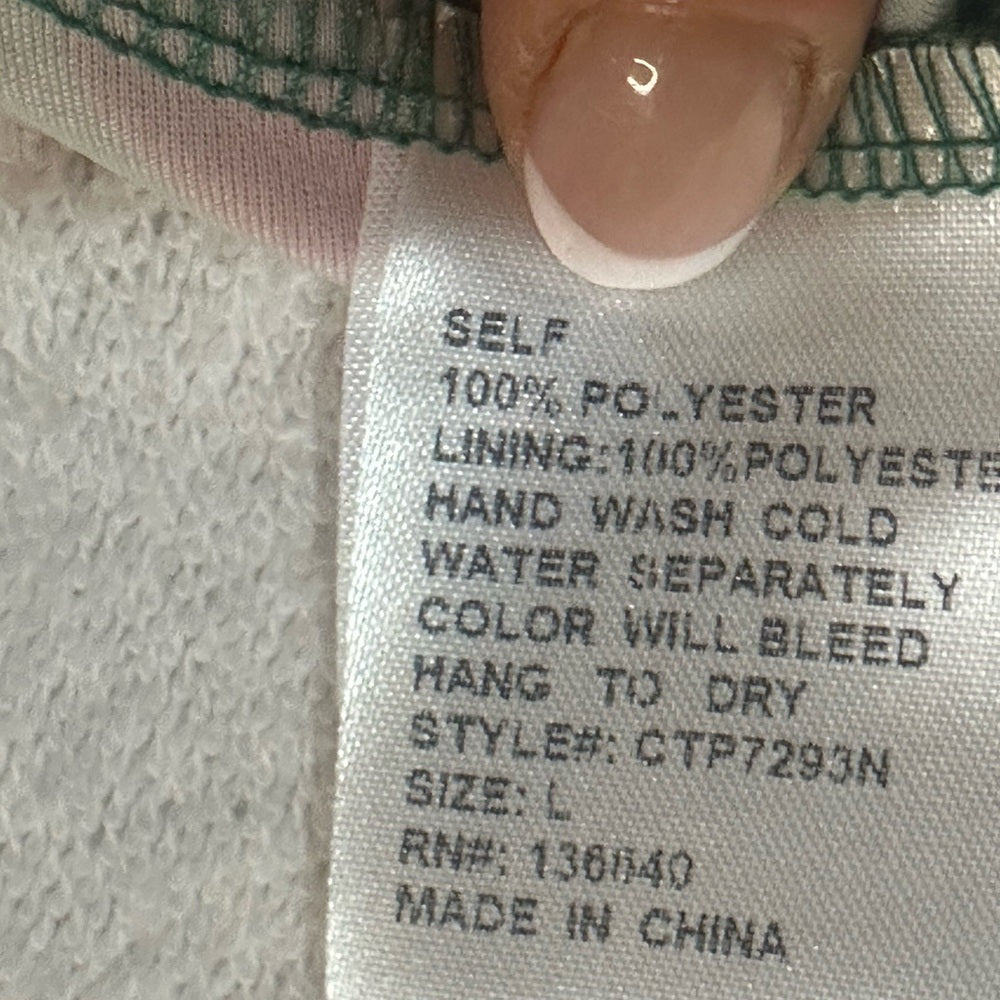 SELF
100% POLYESTER
LINING:100%POLYESTE
HAND WASH COLD
WATER SEPARATELY
COLOR WILL BLEED
HANG TO DRY
STYLE#: CTP7293N
SIZE: L
RN#: 136040
MADE IN CHINA